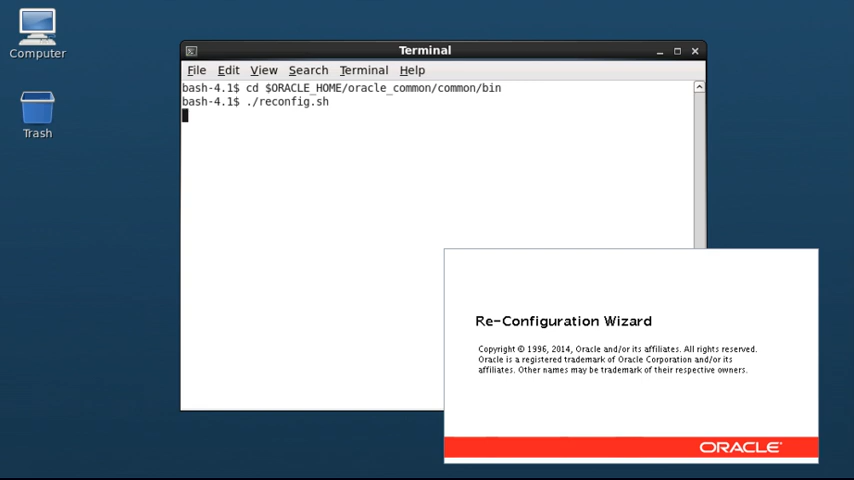 Computer
Trash
Terminal
File Edit View Search Terminal Help
bash-4.1$ cd $ORACLE_HOME/oracle_common/common/bin
bash-4.1$ ./reconfig.sh
Re-Configuration Wizard
Copyright © 1996, 2014, Oracle and/or its affiliates. All rights reserved.
Oracle is a registered trademark of Oracle Corporation and/or its
affiliates. Other names may be trademark of their respective owners.
ORACLE